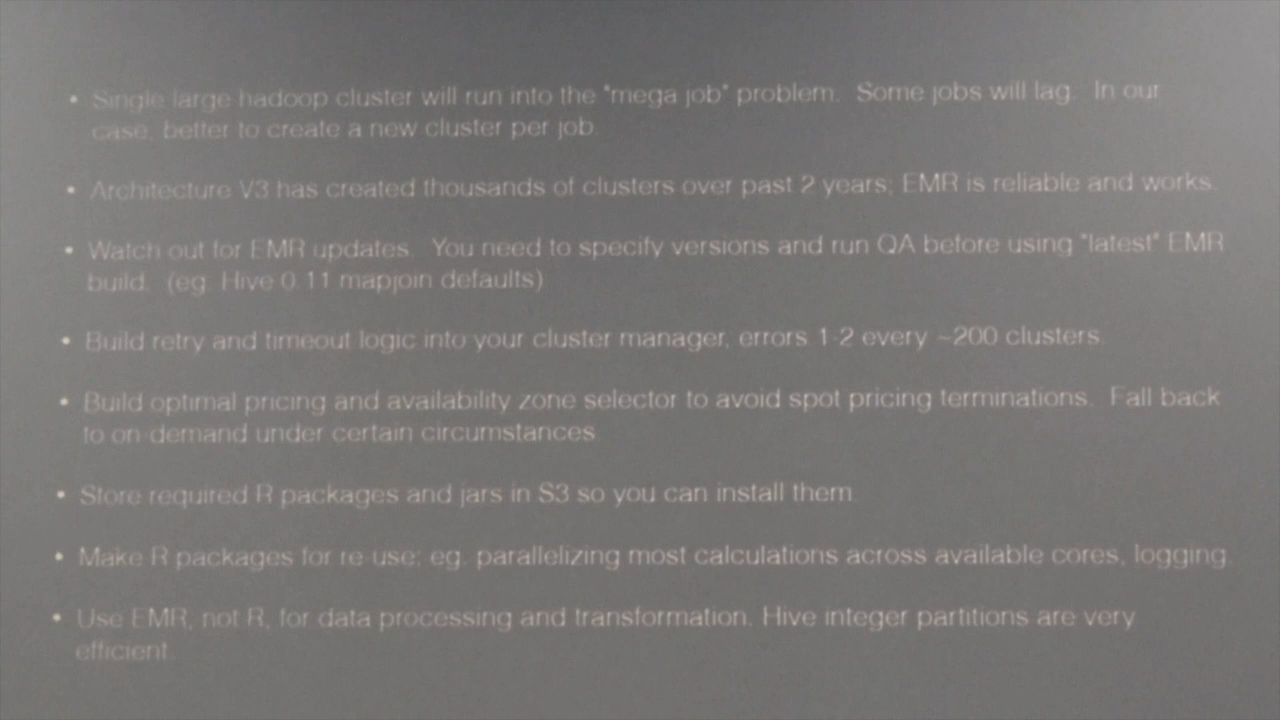 • Single large hadoop cluster will run into the "mega job" problem. Some jobs will lag. In our
case, better to create a new cluster per job.
• Architecture V3 has created thousands of clusters over past 2 years; EMR is reliable and works.
• Watch out for EMR updates. You need to specify versions and run QA before using "latest" EMR
build. (eg: Hive 0.11 mapjoin defaults)
• Build retry and timeout logic into your cluster manager, errors 1-2 every ~200 clusters.
• Build optimal pricing and availability zone selector to avoid spot pricing terminations. Fall back
to on-demand under certain circumstances.
• Store required R packages and jars in S3 so you can install them.
• Make R packages for re-use; eg. parallelizing most calculations across available cores, logging.
• Use EMR, not R, for data processing and transformation. Hive integer partitions are very
efficient.